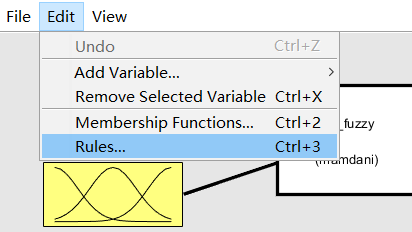 File Edit View
Undo Ctrl+Z
Add Variable...
Remove Selected Variable Ctrl+X
Membership Functions... Ctrl+2
Rules... Ctrl+3
_fuzzy
(mamdani)